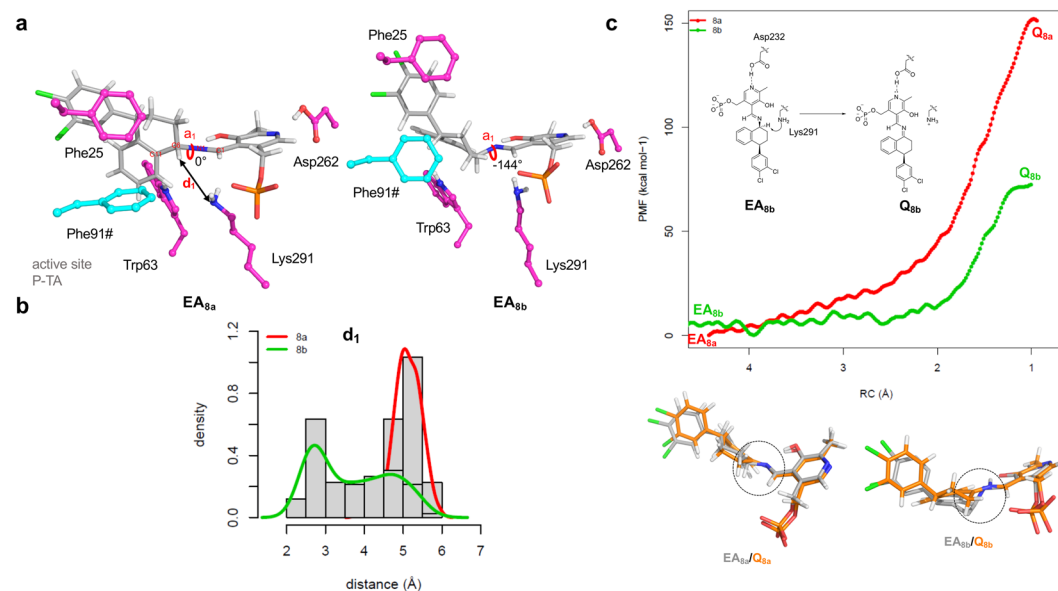 a
Phe25
a₁
0°
Asp262
Phe25
d₁
Phe91#
active site
P-TA
Trp63
Lys291
EA8a
Phe25
a₁
-144°
Asp262
Phe91#
Trp63
Lys291
EA8b
b
8a
8b
d₁
density
0.0
0.4
0.8
1.2
2
3
4
5
6
7
distance (Å)
c
8a
8b
PMF (kcal mol−1)
0
50
100
150
4
3
2
1
RC (Å)
Asp232
Lys291
EA8b
Q8b
Q8a
Q8b
EA8b
EA8a
EA8a/Q8a
EA8b/Q8b